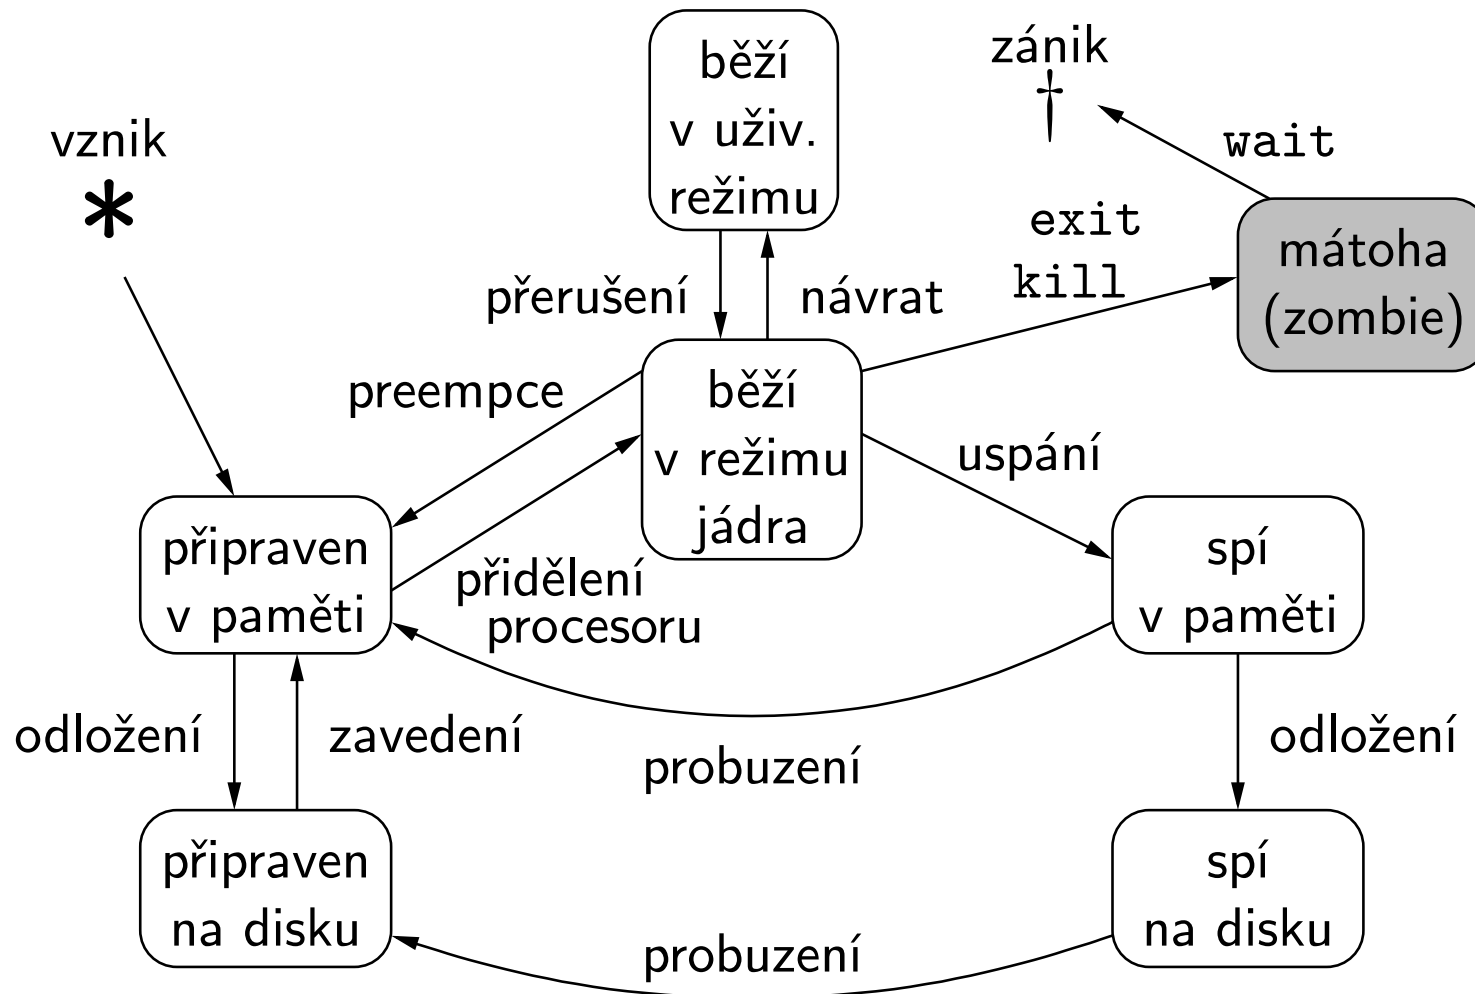 běží
v uživ.
režimu
zánik
†
wait
vznik
*
exit
kill
mátoha
(zombie)
přerušení
návrat
preempce
běží
v režimu
jádra
uspání
připraven
v paměti
přidělení
procesoru
spí
v paměti
odložení
zavedení
probuzení
odložení
připraven
na disku
spí
na disku
probuzení